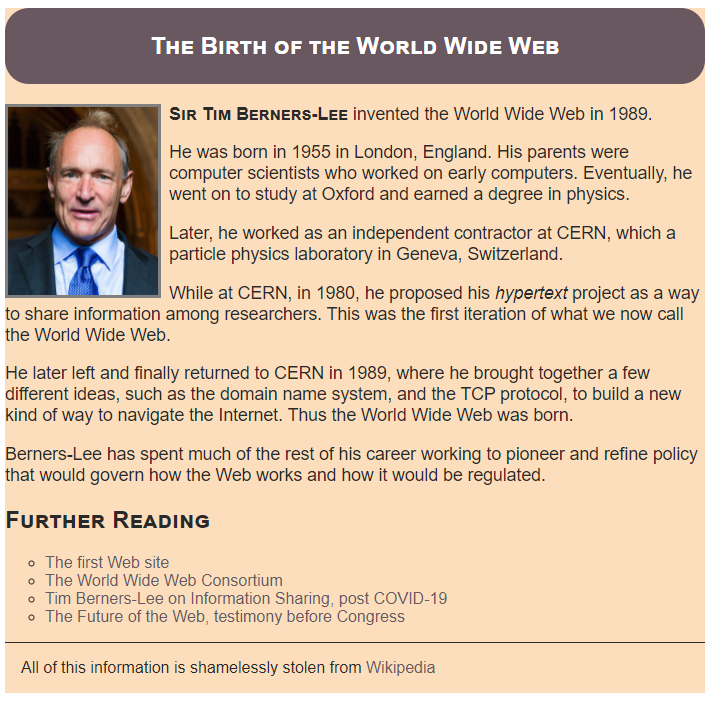 The Birth of the World Wide Web
Sir Tim Berners-Lee invented the World Wide Web in 1989.
He was born in 1955 in London, England. His parents were
computer scientists who worked on early computers. Eventually, he
went on to study at Oxford and earned a degree in physics.
Later, he worked as an independent contractor at CERN, which a
particle physics laboratory in Geneva, Switzerland.
While at CERN, in 1980, he proposed his hypertext project as a way
to share information among researchers. This was the first iteration of what we now call
the World Wide Web.
He later left and finally returned to CERN in 1989, where he brought together a few
different ideas, such as the domain name system, and the TCP protocol, to build a new
kind of way to navigate the Internet. Thus the World Wide Web was born.
Berners-Lee has spent much of the rest of his career working to pioneer and refine policy
that would govern how the Web works and how it would be regulated.
Further Reading
The first Web site
The World Wide Web Consortium
Tim Berners-Lee on Information Sharing, post COVID-19
The Future of the Web, testimony before Congress
All of this information is shamelessly stolen from Wikipedia